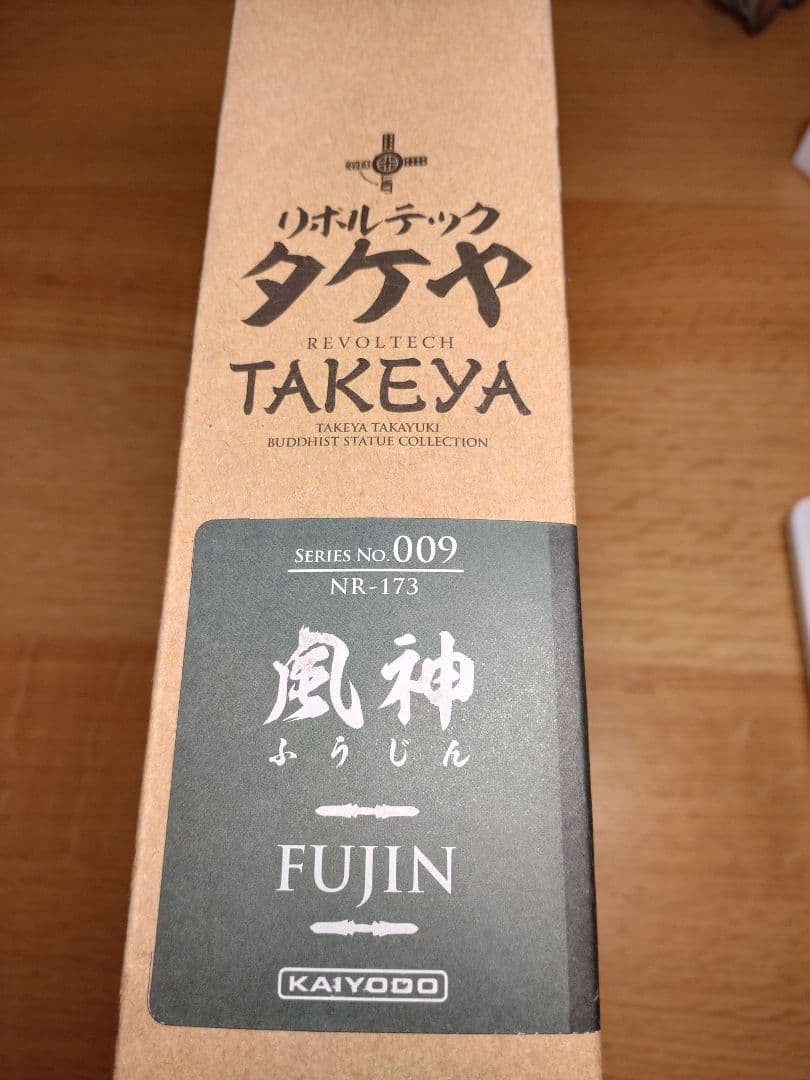 リボルテック
タケヤ
REVOLTECH
TAKEYA
TAKEYA TAKAYUKI
BUDDHIST STATUE COLLECTION
SERIES No.009
NR-173
風神
ふうじん
FUJIN
KAIYODO